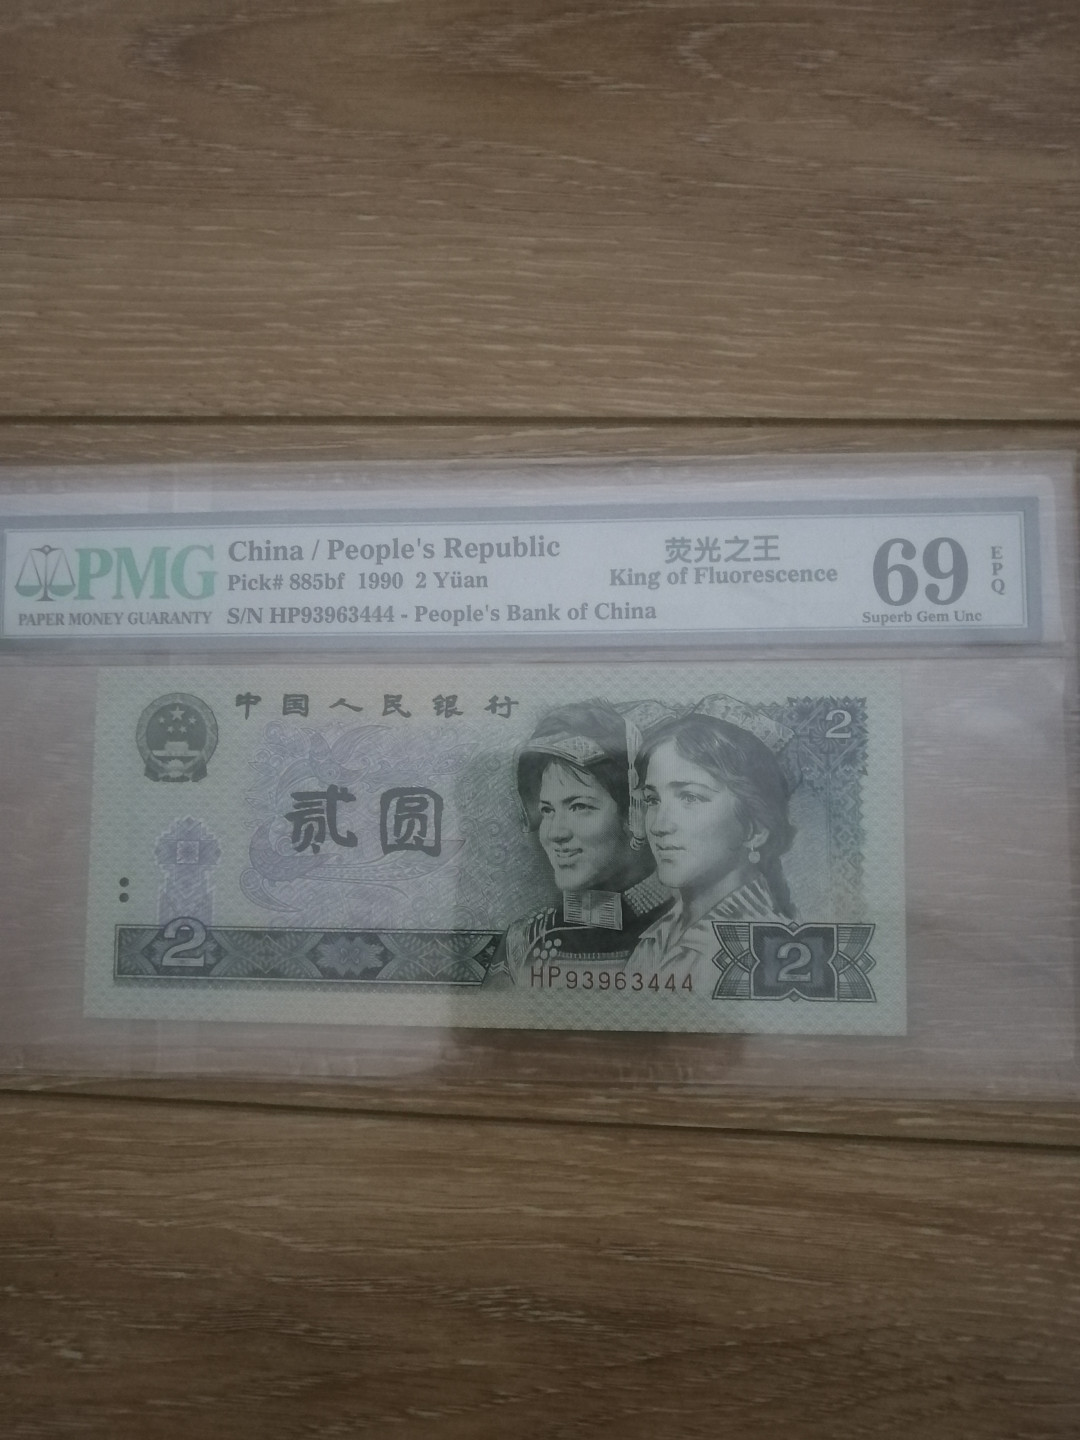 PMG
PAPER MONEY GUARANTY
China / People's Republic
Pick# 885bf 1990 2 Yüan
S/N HP93963444 - People's Bank of China
荧光之王
King of Fluorescence
69
EPQ
Superb Gem Unc
中国人民银行
2
贰圆
2
HP93963444
2